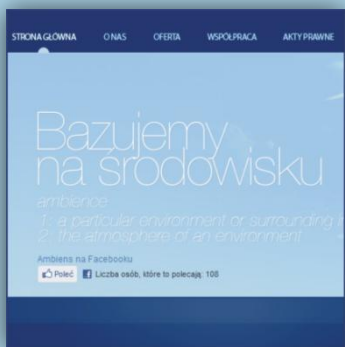 STRONA GŁÓWNA O NAS OFERTA WSPÓŁPRACA AKTY PRAWNE
Bazujemy
na środowisku
ambience
1: a particular environment or surrounding
2: the atmosphere of an environment
Ambiens na Facebooku
Poleć Liczba osób, które to polecają: 108